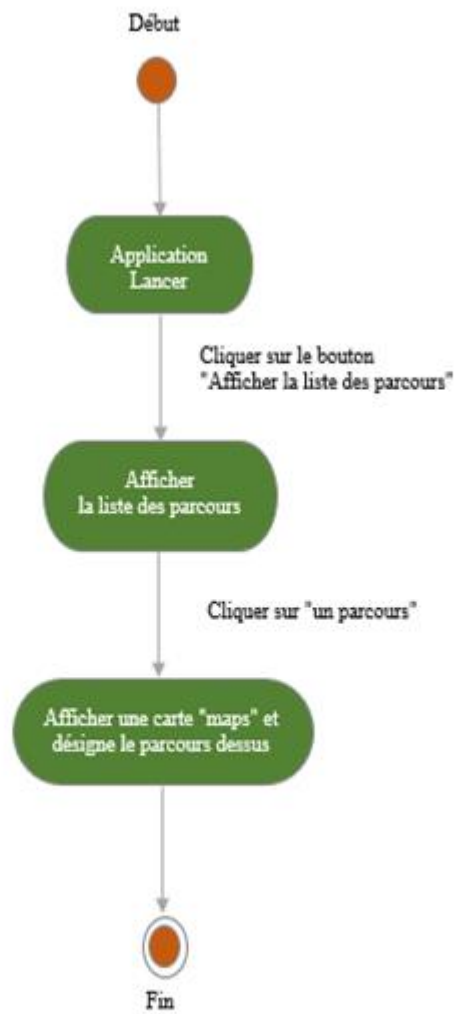 Début
Application
Lancer
Cliquer sur le bouton
"Afficher la liste des parcours"
Afficher
la liste des parcours
Cliquer sur "un parcours"
Afficher une carte "maps" et
désigne le parcours dessus
Fin